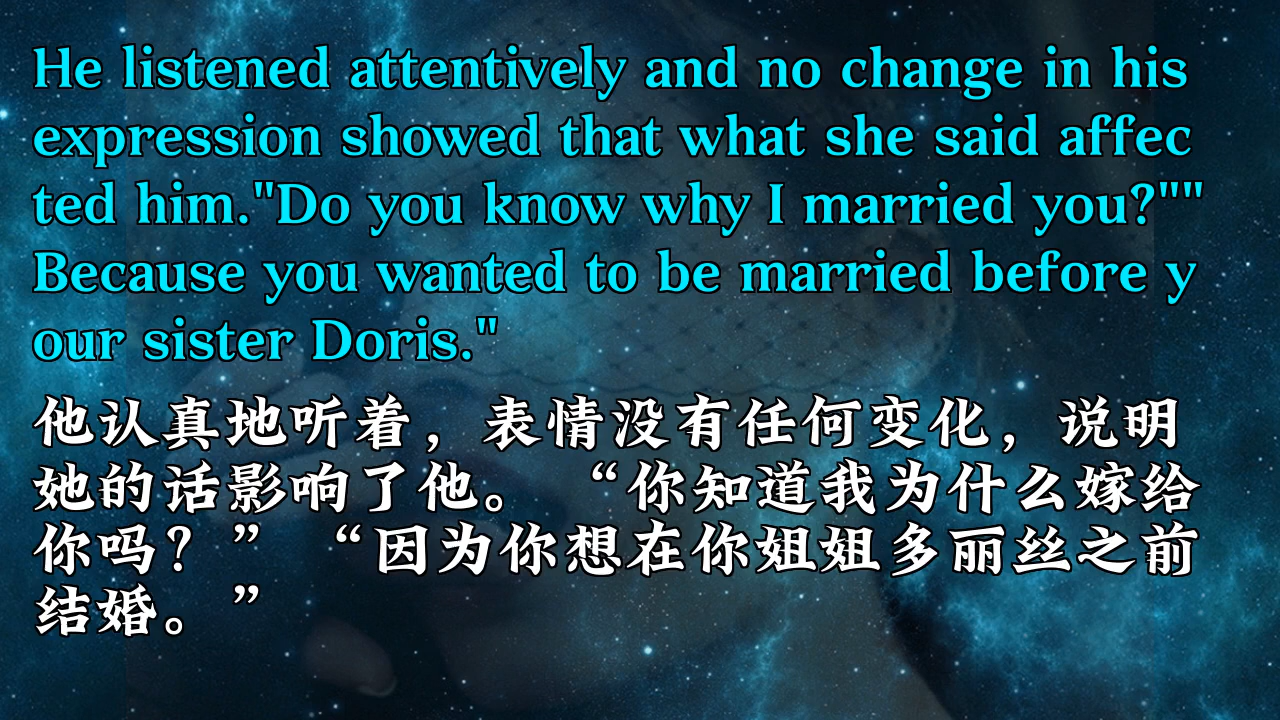 He listened attentively and no change in his
expression showed that what she said affec
ted him."Do you know why I married you?""
Because you wanted to be married before y
our sister Doris."
他认真地听着，表情没有任何变化，说明
她的话影响了他。 “你知道我为什么嫁给
你吗？” “因为你想在你姐姐多丽丝之前
结婚。”